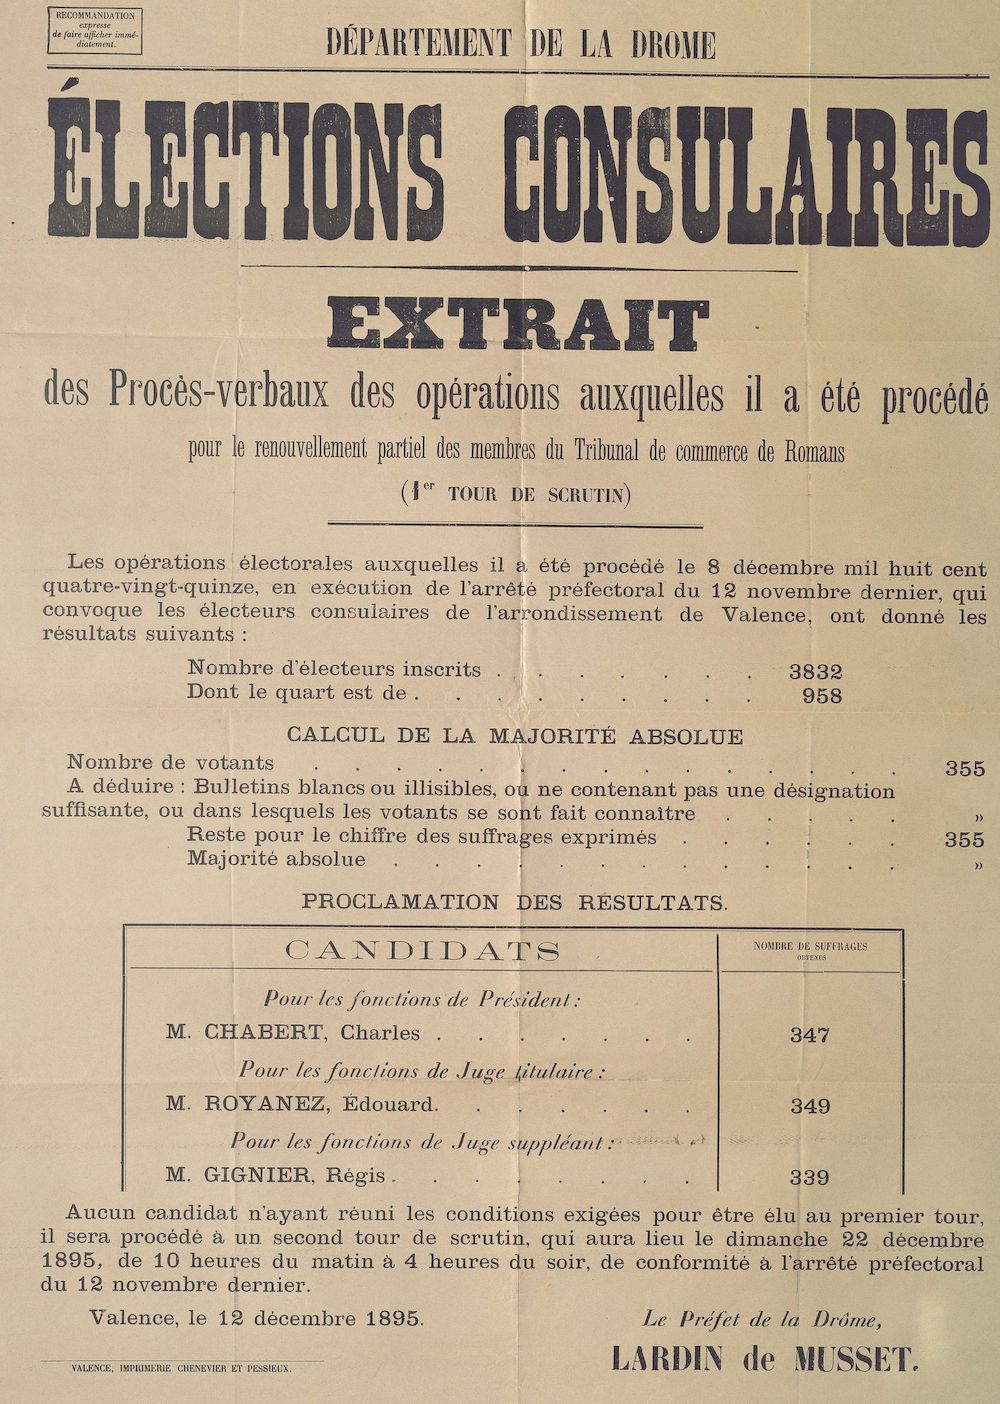 RECOMMANDATION
expresse
de faire afficher immé-
diatement.
DÉPARTEMENT DE LA DROME
ÉLECTIONS CONSULAIRES
EXTRAIT
des Procès-verbaux des opérations auxquelles il a été procédé
pour le renouvellement partiel des membres du Tribunal de commerce de Romans
(1er TOUR DE SCRUTIN)
Les opérations électorales auxquelles il a été procédé le 8 décembre mil huit cent
quatre-vingt-quinze, en exécution de l'arrêté préfectoral du 12 novembre dernier, qui
convoque les électeurs consulaires de l'arrondissement de Valence, ont donné les
résultats suivants :
Nombre d'électeurs inscrits . . . . . . 3832
Dont le quart est de . . . . . . . 958
CALCUL DE LA MAJORITÉ ABSOLUE
Nombre de votants . . . . . . . . . . . 355
A déduire : Bulletins blancs ou illisibles, ou ne contenant pas une désignation
suffisante, ou dans lesquels les votants se sont fait connaître . . . . »
Reste pour le chiffre des suffrages exprimés . . . . . 355
Majorité absolue . . . . . . . . . . »
PROCLAMATION DES RÉSULTATS.
CANDIDATS NOMBRE DE SUFFRAGES
OBTENUS
Pour les fonctions de Président :
M. CHABERT, Charles . . . . . . 347
Pour les fonctions de Juge titulaire :
M. ROYANEZ, Édouard. . . . . . 349
Pour les fonctions de Juge suppléant :
M. GIGNIER, Régis . . . . . . . 339
Aucun candidat n'ayant réuni les conditions exigées pour être élu au premier tour,
il sera procédé à un second tour de scrutin, qui aura lieu le dimanche 22 décembre
1895, de 10 heures du matin à 4 heures du soir, de conformité à l'arrêté préfectoral
du 12 novembre dernier.
Valence, le 12 décembre 1895.
Le Préfet de la Drôme,
LARDIN de MUSSET.
VALENCE, IMPRIMERIE CHENEVIER ET PESSIEUX.